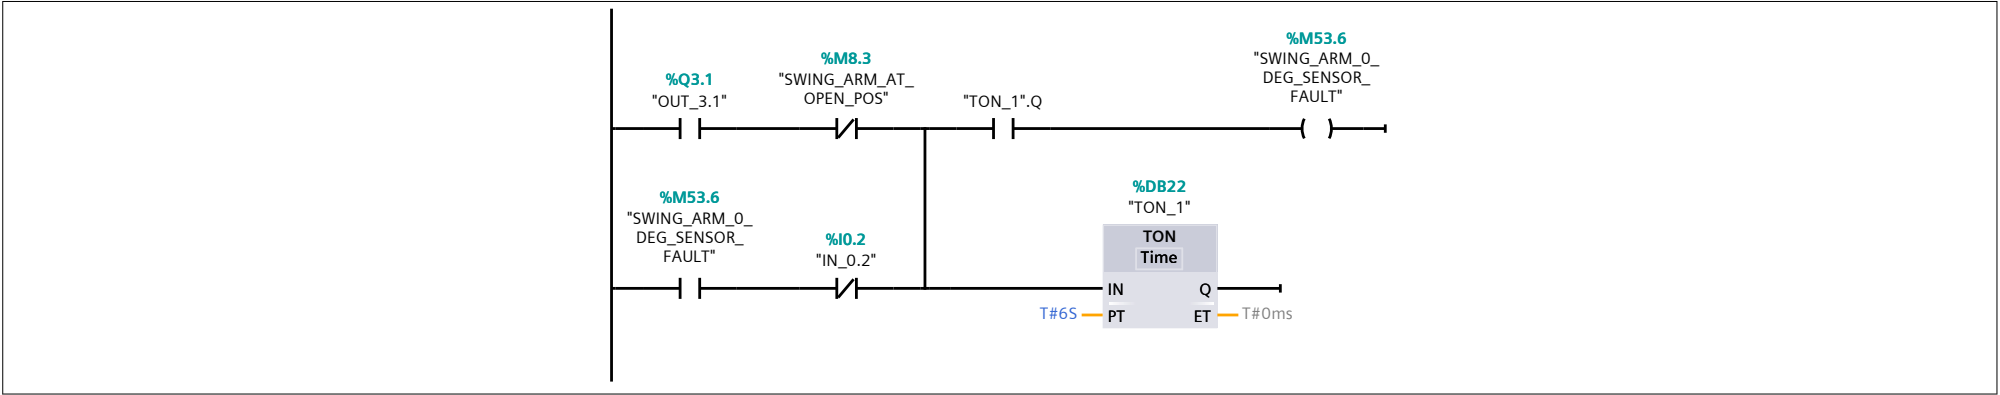 %M53.6
"SWING_ARM_0_
DEG_SENSOR_
FAULT"
%M8.3
"SWING_ARM_AT_
OPEN_POS"
%Q3.1
"OUT_3.1"
"TON_1".Q
%DB22
"TON_1"
TON
Time
IN
Q
T#6S
PT
ET
T#0ms
%M53.6
"SWING_ARM_0_
DEG_SENSOR_
FAULT"
%I0.2
"IN_0.2"